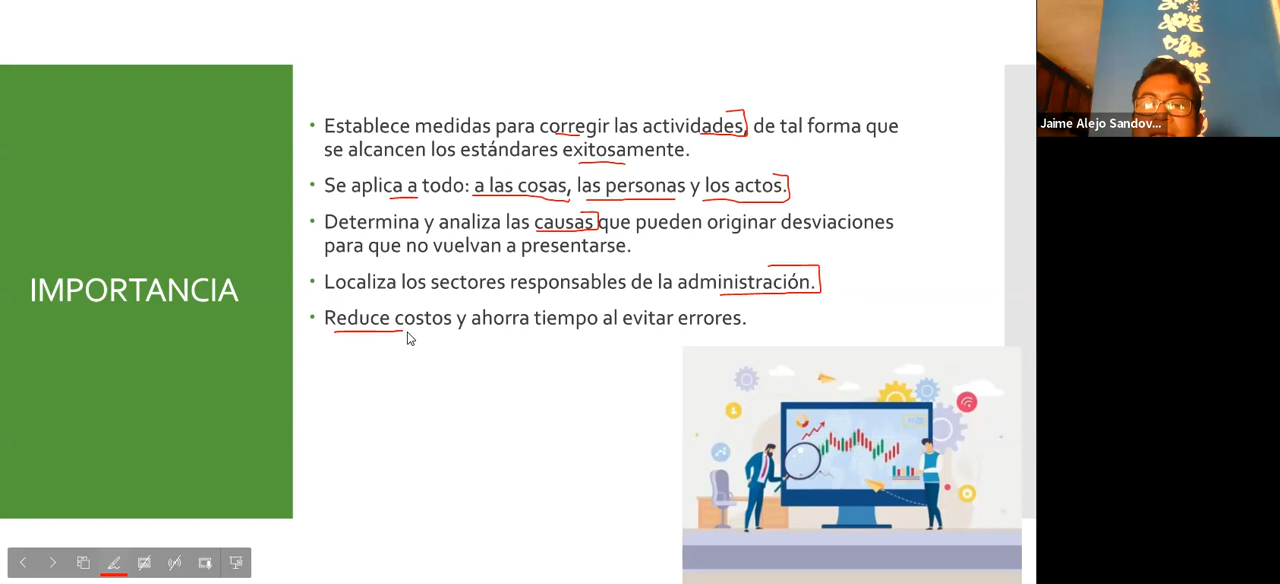 IMPORTANCIA
• Establece medidas para corregir las actividades, de tal forma que
se alcancen los estándares exitosamente.
• Se aplica a todo: a las cosas, las personas y los actos.
• Determina y analiza las causas que pueden originar desviaciones
para que no vuelvan a presentarse.
• Localiza los sectores responsables de la administración.
• Reduce costos y ahorra tiempo al evitar errores.
Jaime Alejo Sandov...